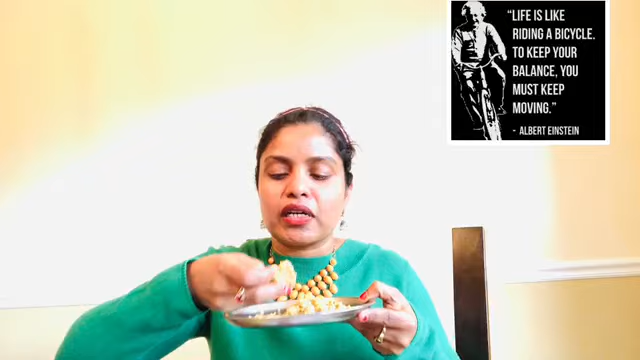 “LIFE IS LIKE
RIDING A BICYCLE.
TO KEEP YOUR
BALANCE, YOU
MUST KEEP
MOVING.”
- ALBERT EINSTEIN